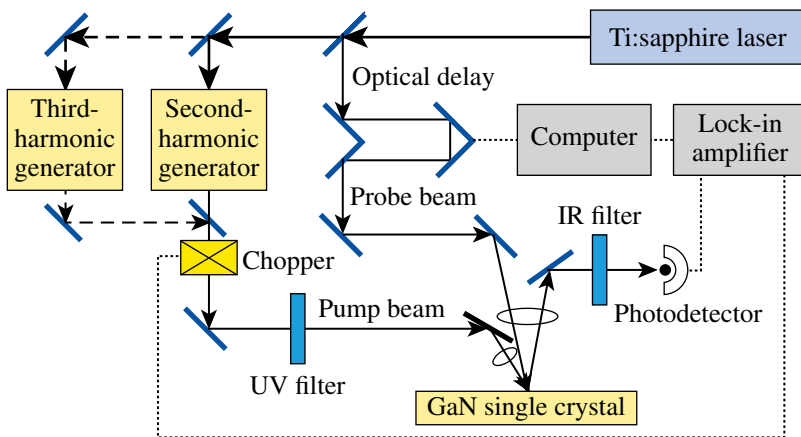 Ti:sapphire laser
Optical delay
Third-
harmonic
generator
Second-
harmonic
generator
Computer
Lock-in
amplifier
Probe beam
IR filter
Chopper
Photodetector
Pump beam
UV filter
GaN single crystal